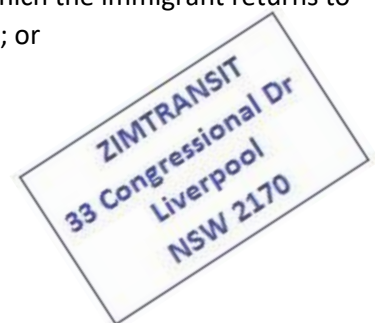 hich the immigrant returns to
; or
ZIMTRANSIT
33 Congressional Dr
Liverpool
NSW 2170